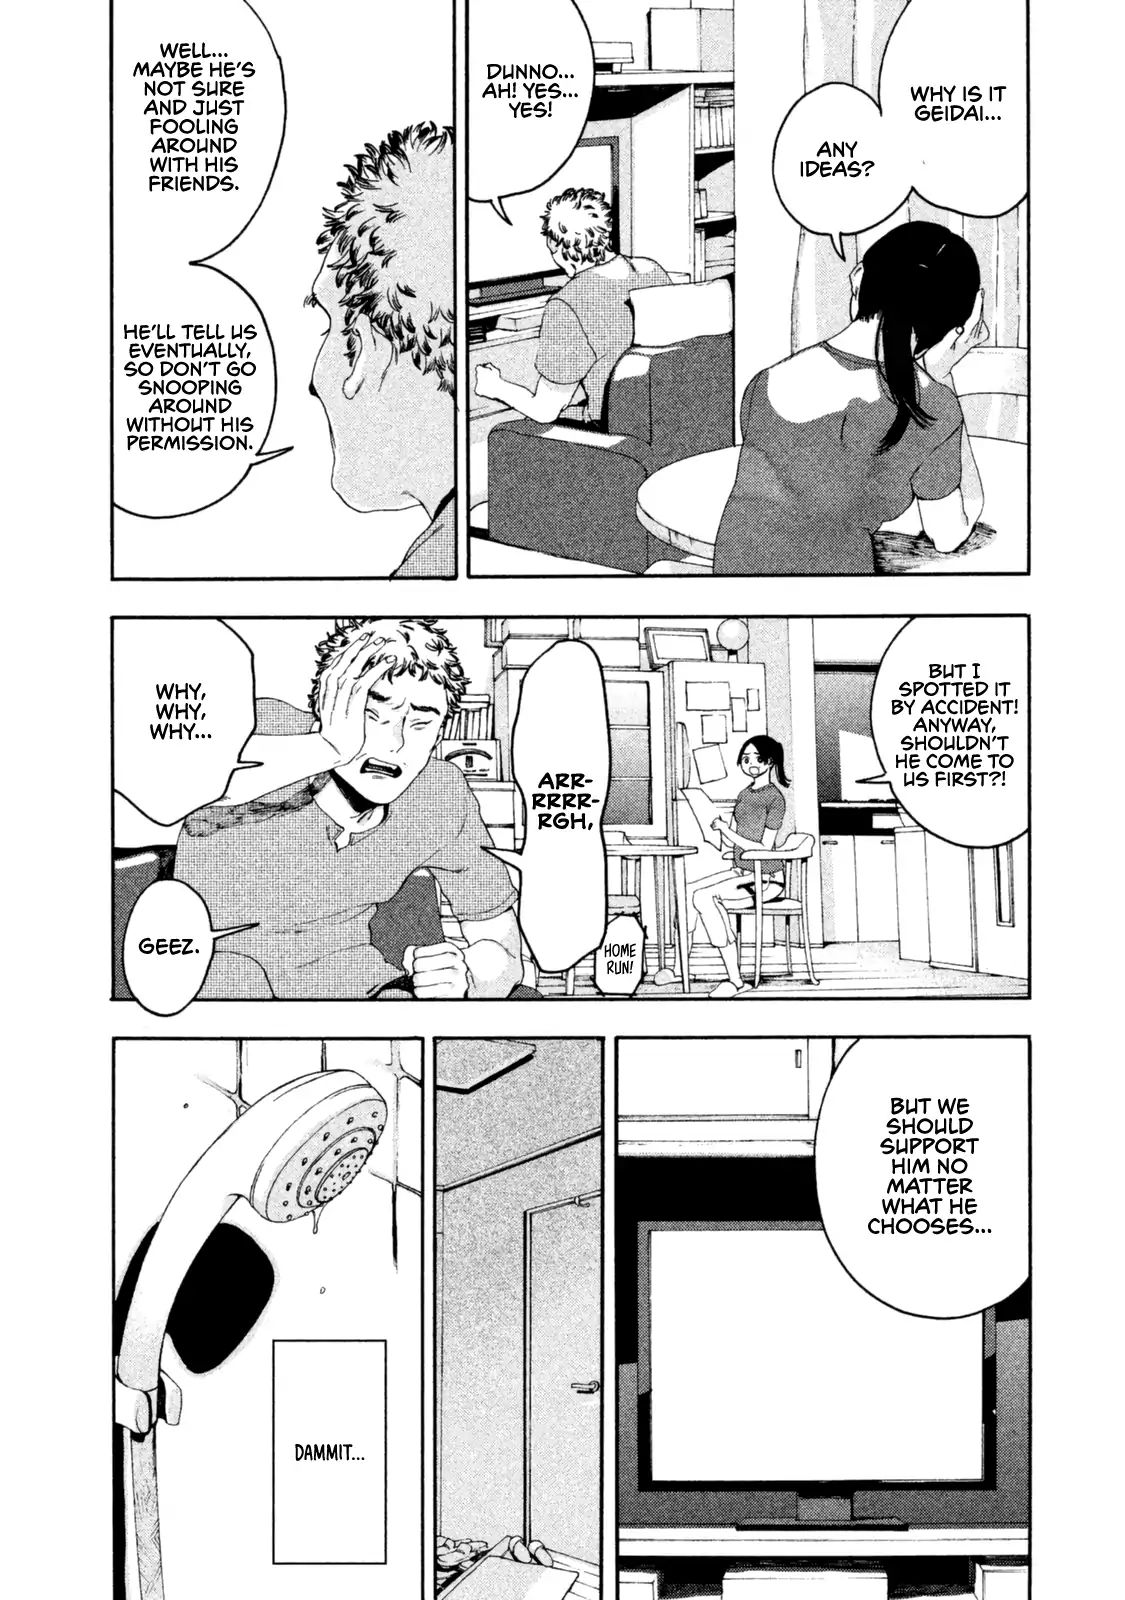 WHY IS IT
GEIDAI...
ANY
IDEAS?
DUNNO...
AH! YES...
YES!
WELL...
MAYBE HE'S
NOT SURE
AND JUST
FOOLING
AROUND
WITH HIS
FRIENDS.
HE'LL TELL US
EVENTUALLY,
SO DON'T GO
SNOOPING
AROUND
WITHOUT HIS
PERMISSION.
BUT I
SPOTTED IT
BY ACCIDENT!
ANYWAY,
SHOULDN'T
HE COME TO
US FIRST?!
HOME
RUN!
ARR-
RRRR-
RGH,
WHY,
WHY,
WHY...
GEEZ.
BUT WE
SHOULD
SUPPORT
HIM NO
MATTER
WHAT HE
CHOOSES...
DAMMIT...